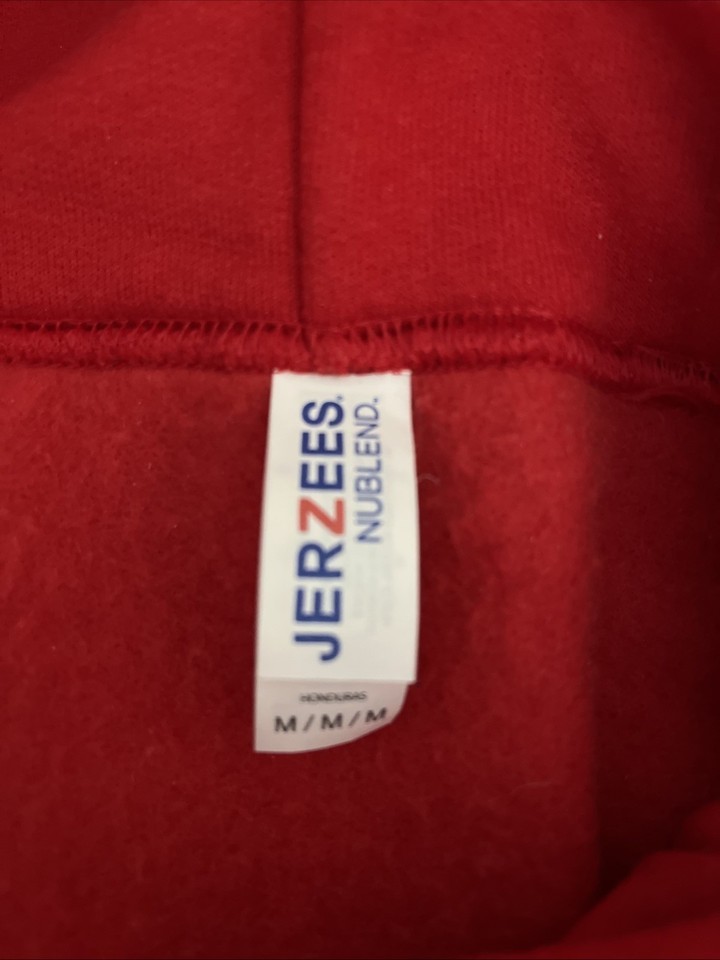 JERZEES.
NUBLEND.
HONDURAS
M / M / M